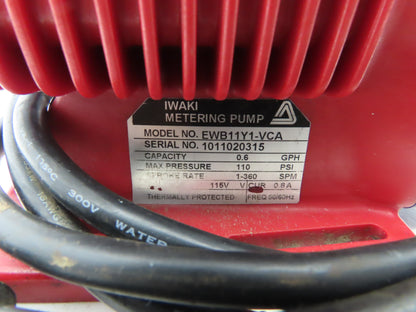 IWAKI
METERING PUMP
MODEL NO. EWB11Y1-VCA
SERIAL NO. 1011020315
CAPACITY 0.6 GPH
MAX PRESSURE 110 PSI
STROKE RATE 1-360 SPM
115V V CUR 0.8A
THERMALLY PROTECTED FREQ 50/60HZ
300V WATER